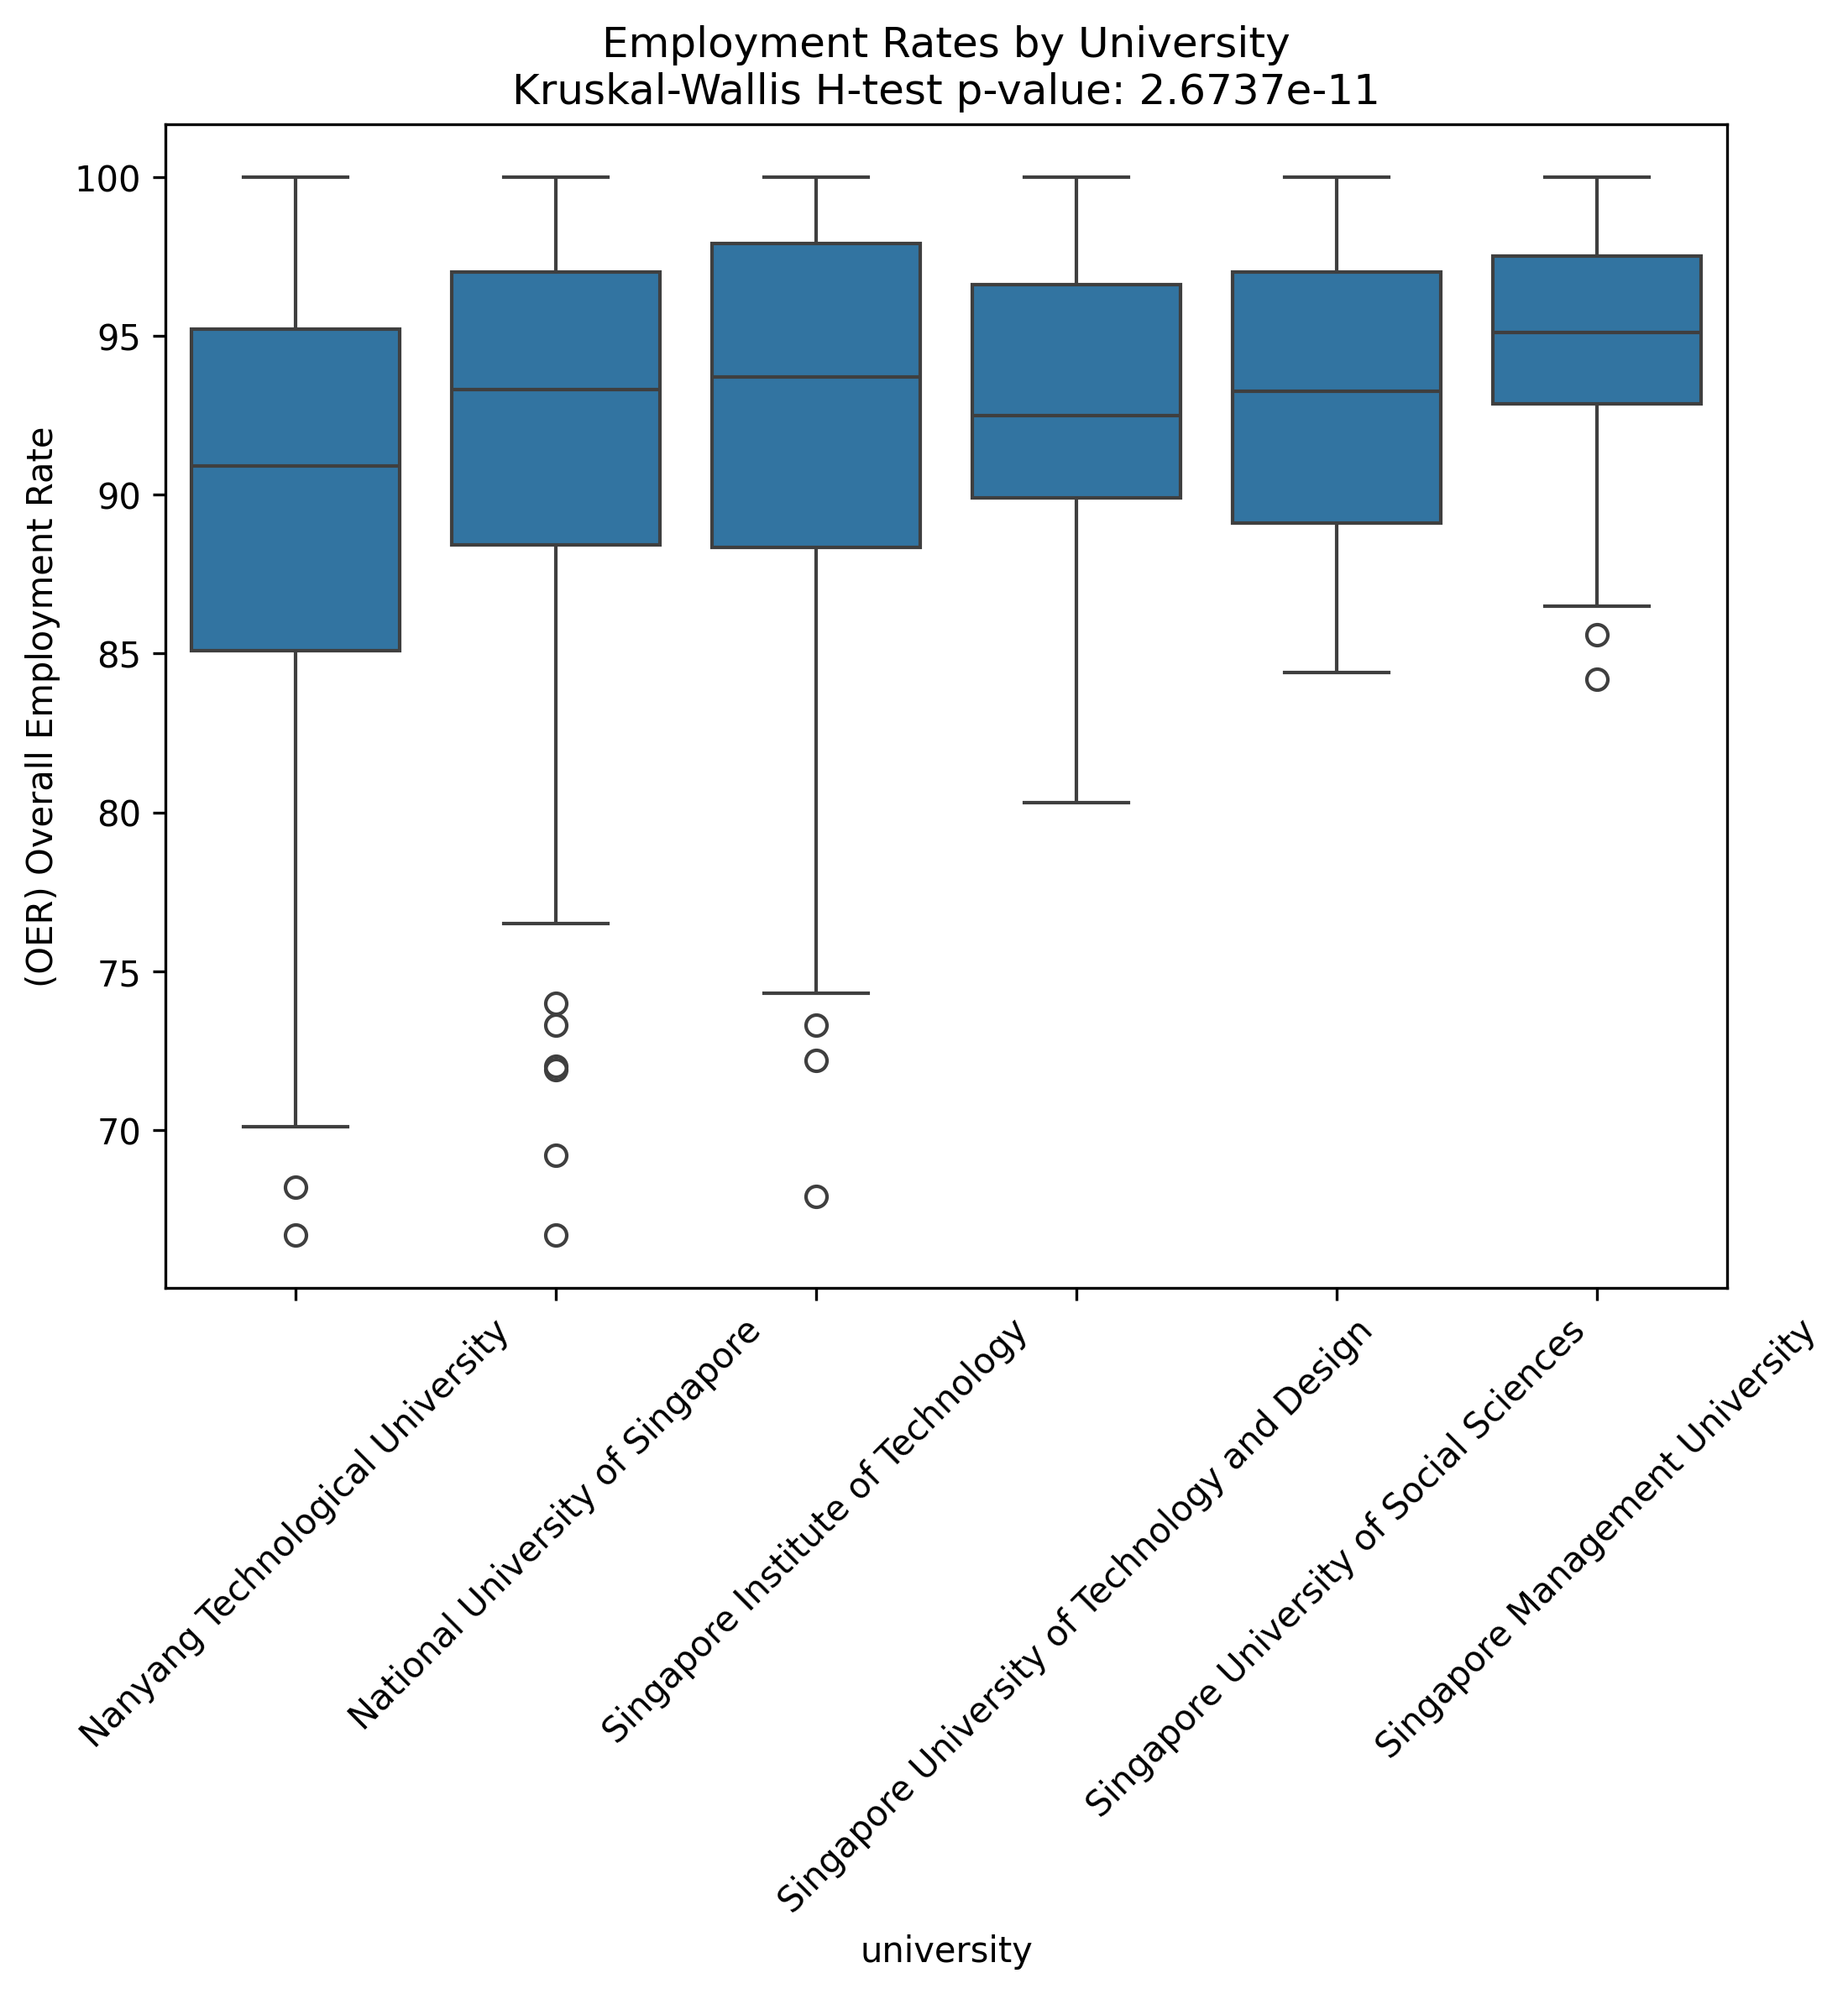 Employment Rates by University
Kruskal-Wallis H-test p-value: 2.6737e-11
(OER) Overall Employment Rate
100
95
90
85
80
75
70
Nanyang Technological University
National University of Singapore
Singapore Institute of Technology
Singapore University of Technology and Design
Singapore University of Social Sciences
Singapore Management University
university